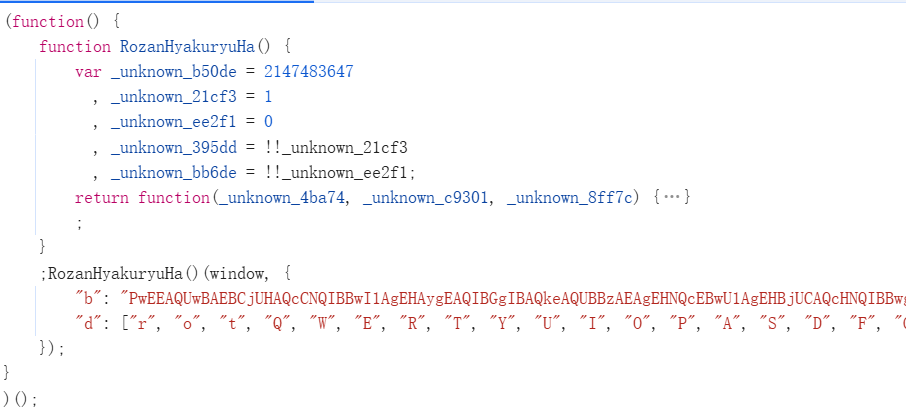 (function() {
    function RozanHyakuryuHa() {
        var _unknown_b50de = 2147483647
          , _unknown_21cf3 = 1
          , _unknown_ee2f1 = 0
          , _unknown_395dd = !!_unknown_21cf3
          , _unknown_bb6de = !!_unknown_ee2f1;
        return function(_unknown_4ba74, _unknown_c9301, _unknown_8ff7c) {…}
        ;
    }
    ;RozanHyakuryuHa()(window, {
        "b": "PwEEAQUwBAEBCjUHAQcCNQIBBwI1AgEHAygEAQIBGgIBAQkeAQUBBzAEAgEHNQcEBwU1AgEHBjUCAQcHNQIBBwg
        "d": ["r", "o", "t", "Q", "W", "E", "R", "T", "Y", "U", "I", "O", "P", "A", "S", "D", "F", "
    });
}
)();